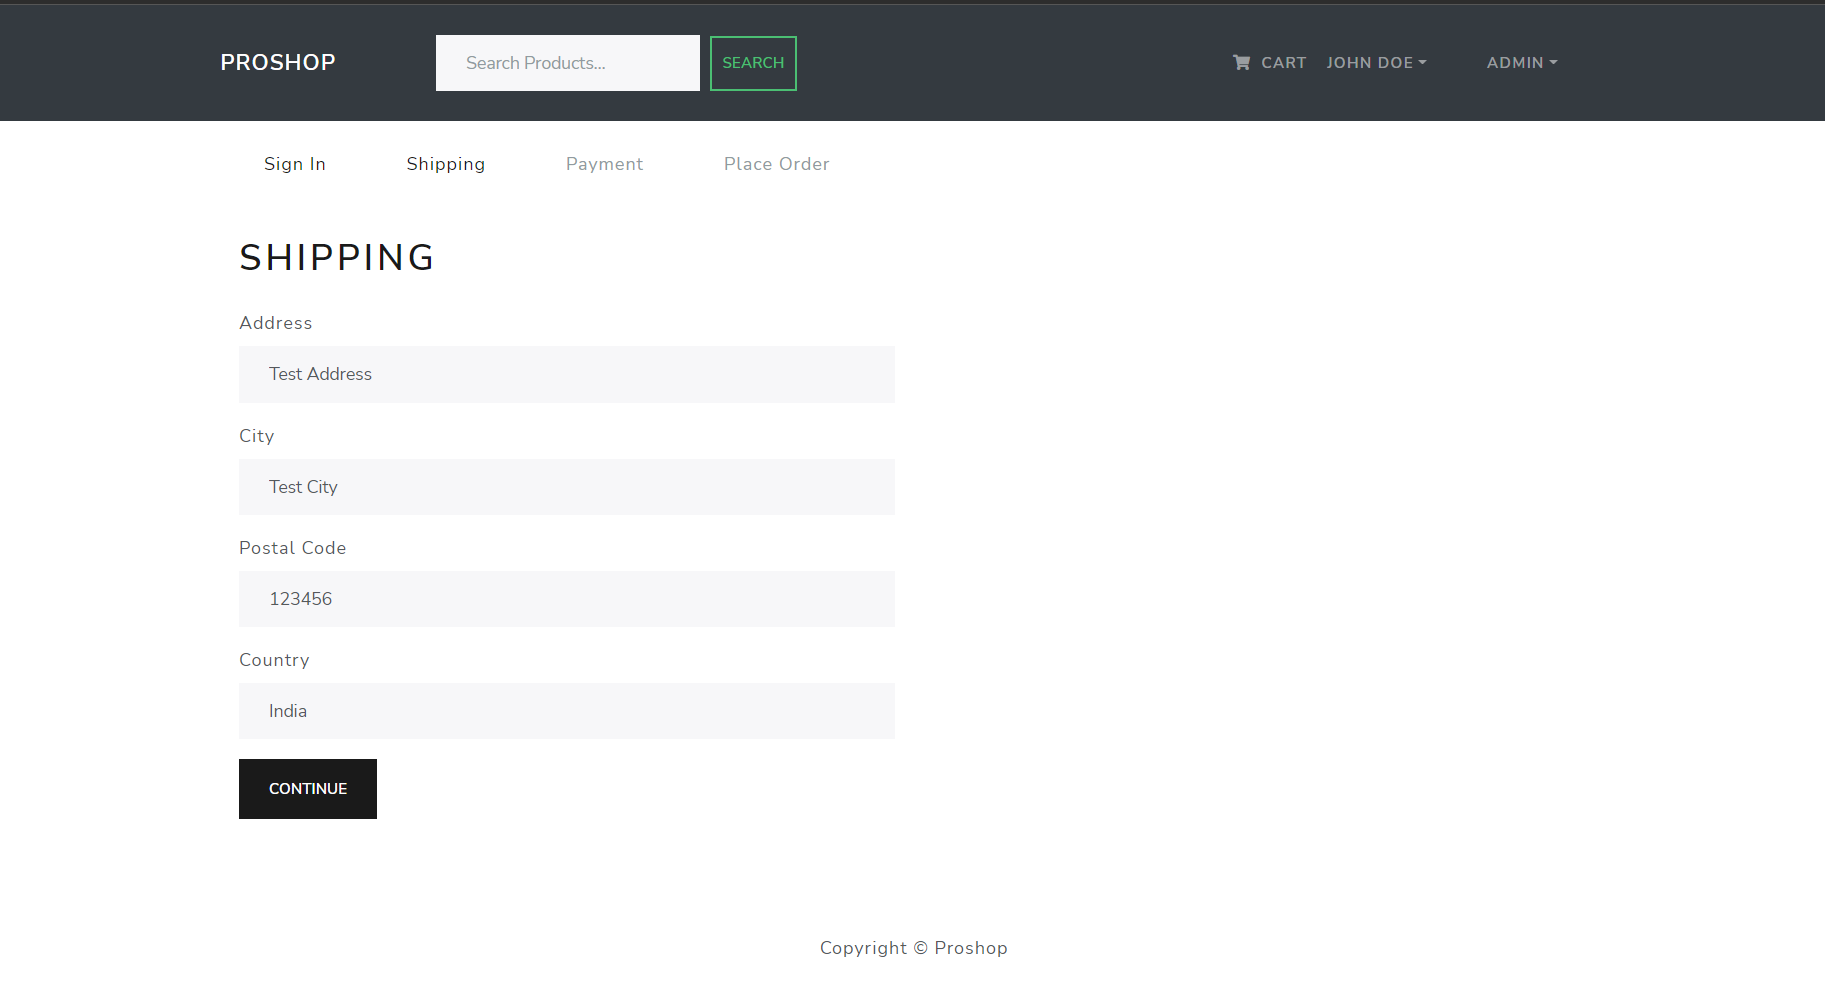 PROSHOP Search Products... SEARCH CART JOHN DOE ADMIN
Sign In Shipping Payment Place Order
SHIPPING
Address
Test Address
City
Test City
Postal Code
123456
Country
India
CONTINUE
Copyright © Proshop